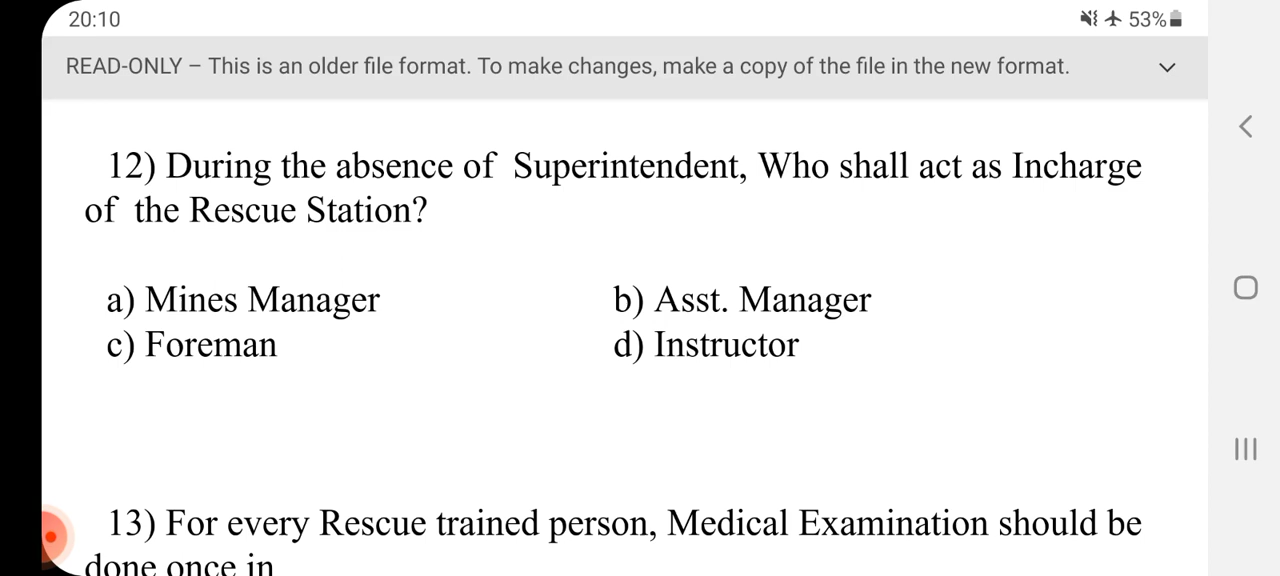 20:10 53%
READ-ONLY – This is an older file format. To make changes, make a copy of the file in the new format.
12) During the absence of Superintendent, Who shall act as Incharge
of the Rescue Station?
a) Mines Manager b) Asst. Manager
c) Foreman d) Instructor
13) For every Rescue trained person, Medical Examination should be
done once in